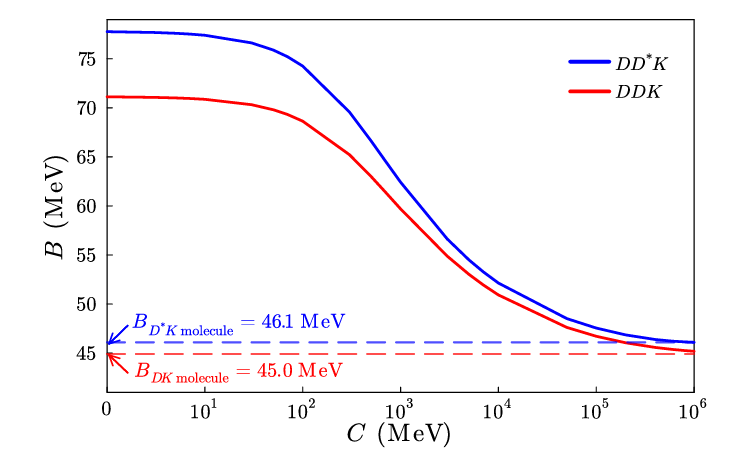 75
70
65
60
55
50
45
B (MeV)
DD*K
DDK
B_{D*K molecule} = 46.1 MeV
B_{DK molecule} = 45.0 MeV
0 10^1 10^2 10^3 10^4 10^5 10^6
C (MeV)